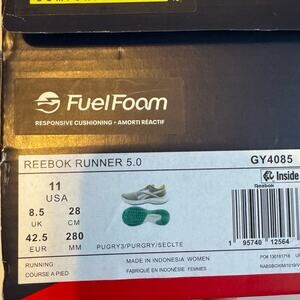 FuelFoam
RESPONSIVE CUSHIONING • AMORTI RÉACTIF
REEBOK RUNNER 5.0 GY4085
11
USA
8.5 28
UK CM
42.5 280
EUR MM
PUGRY3/PURGRY/SECLTE
Inside
1 95740 12564
RUNNING
COURSE A PIED
MADE IN INDONESIA WOMEN
FABRIQUÉ EN INDONÉSIE FEMMES